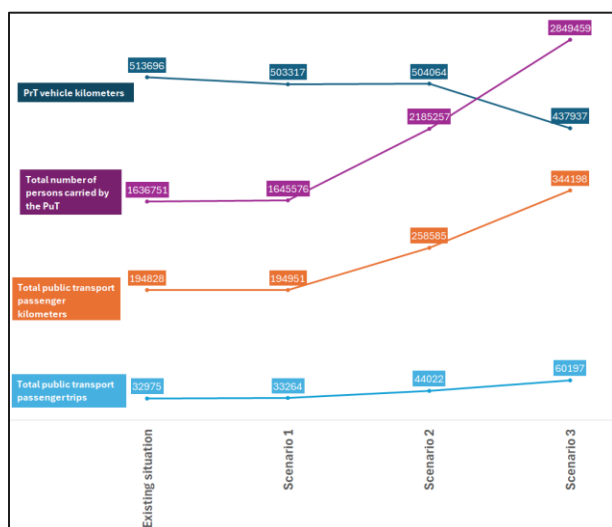 2849459
513696
503317
504064
PrT vehicle kilometers
437937
2185257
Total number of
persons carried by
the PuT
1636751
1645576
344198
258585
194828
194951
Total public transport
passenger
kilometers
60197
44022
Total public transport
passenger trips
32975
33264
Existing situation
Scenario 1
Scenario 2
Scenario 3